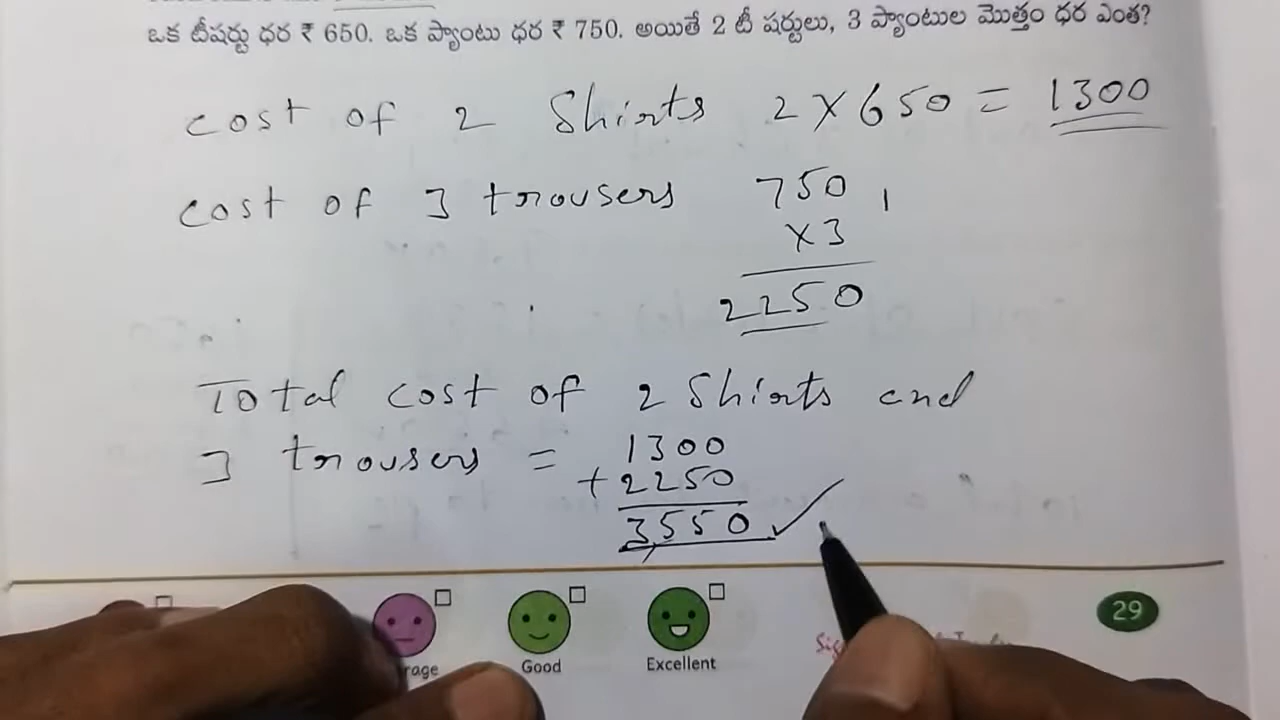 ఒక టీషర్టు ధర ₹ 650. ఒక ప్యాంటు ధర ₹ 750. అయితే 2 టీ షర్టులు, 3 ప్యాంటుల మొత్తం ధర ఎంత?
cost of 2 Shirts 2 X 650 = 1300
cost of 3 trousers 750
X3
2250
Total cost of 2 Shirts and
3 trousers = 1300
+ 2250
3550 ✓
29
Good
Excellent